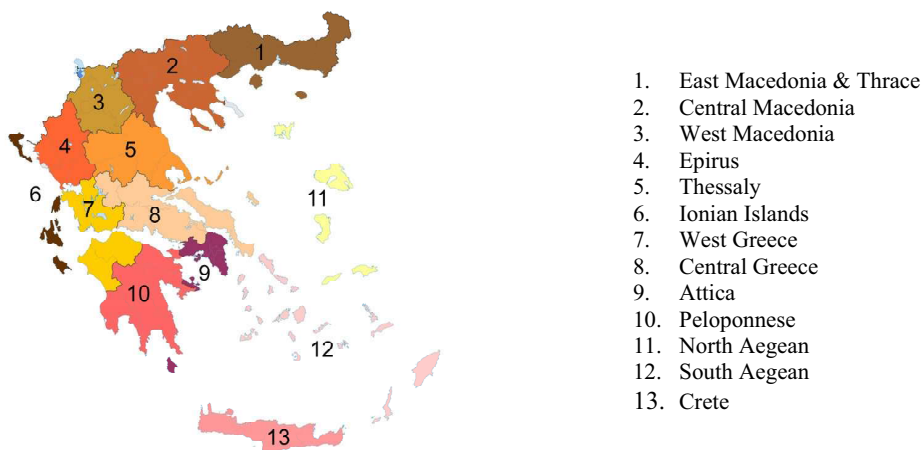 1
2
3
4
5
6
7
8
9
10
11
12
13
1. East Macedonia & Thrace
2. Central Macedonia
3. West Macedonia
4. Epirus
5. Thessaly
6. Ionian Islands
7. West Greece
8. Central Greece
9. Attica
10. Peloponnese
11. North Aegean
12. South Aegean
13. Crete